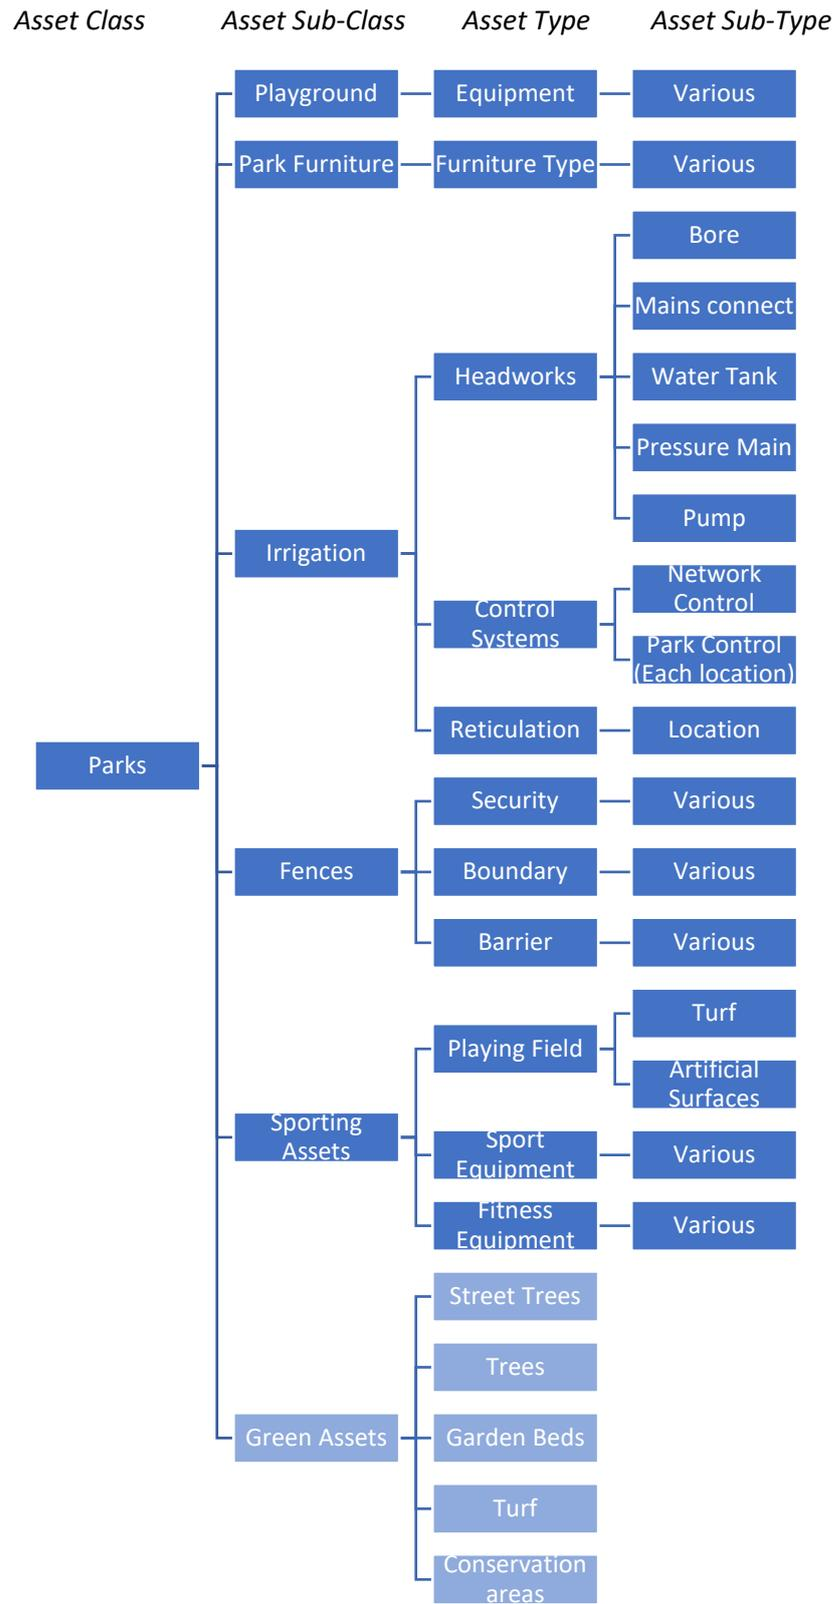 Asset Class Asset Sub-Class Asset Type Asset Sub-Type
Playground Equipment Various
Park Furniture Furniture Type Various
Bore
Mains connect
Headworks Water Tank
Pressure Main
Pump
Irrigation
Network
Control
Control
Systems
Park Control
(Each location)
Reticulation Location
Parks
Security Various
Fences Boundary Various
Barrier Various
Turf
Playing Field
Artificial
Surfaces
Sporting
Assets
Sport
Equipment
Various
Fitness
Equipment
Various
Street Trees
Trees
Green Assets Garden Beds
Turf
Conservation
areas